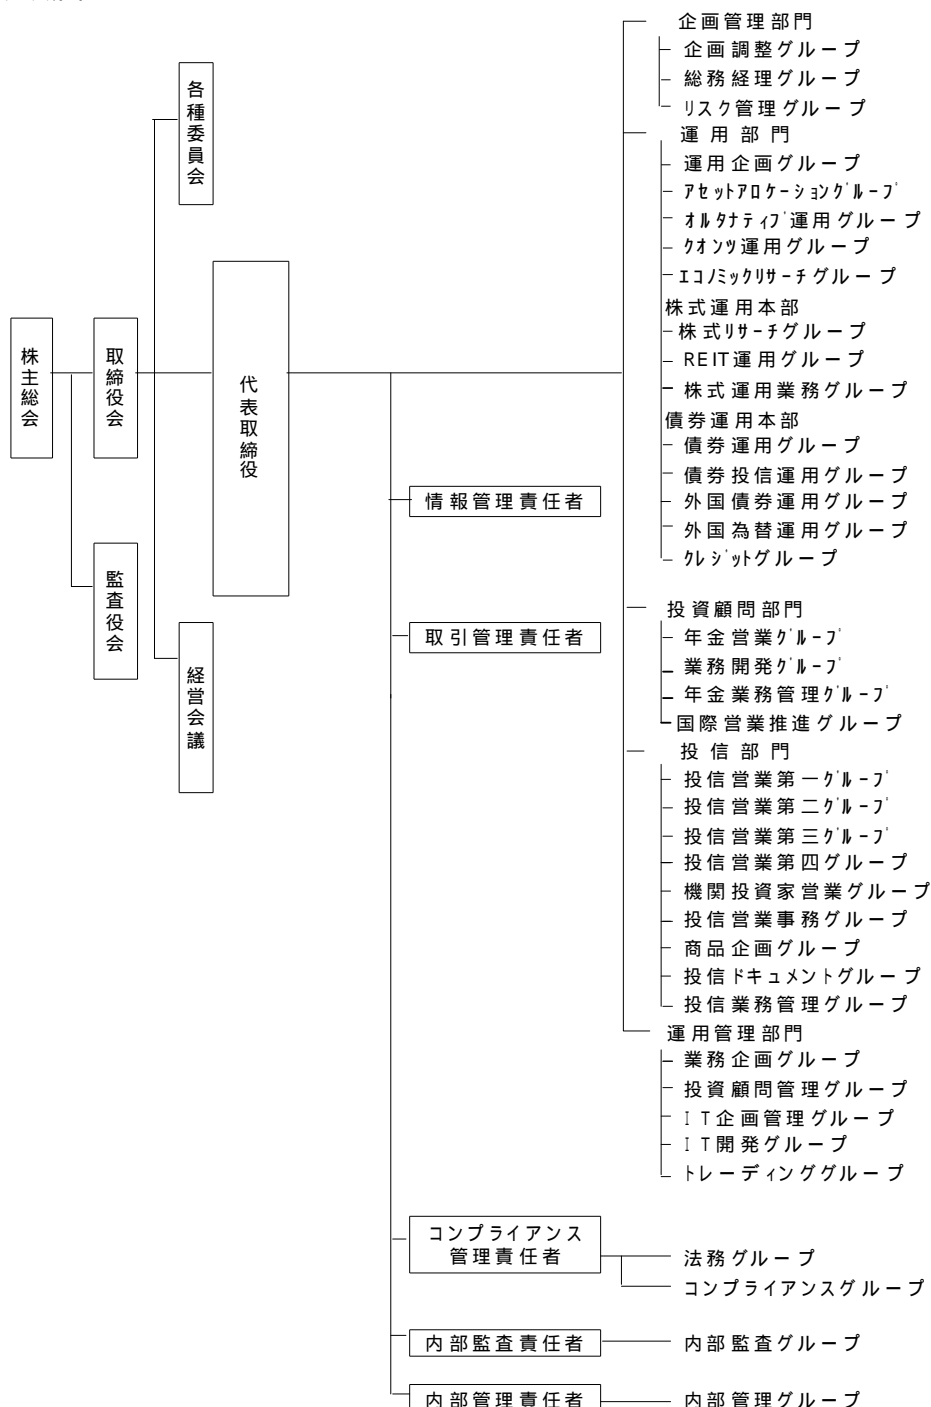 企画管理部門
企画調整グループ
総務経理グループ
リスク管理グループ
運用部門
運用企画グループ
アセットアロケーショングループ
オルタナティブ運用グループ
クオンツ運用グループ
エコノミックリサーチグループ
株式運用本部
株式リサーチグループ
REIT運用グループ
株式運用業務グループ
債券運用本部
債券運用グループ
債券投信運用グループ
外国債券運用グループ
外国為替運用グループ
クレジットグループ
投資顧問部門
年金営業グループ
業務開発グループ
年金業務管理グループ
国際営業推進グループ
投信部門
投信営業第一グループ
投信営業第二グループ
投信営業第三グループ
投信営業第四グループ
機関投資家営業グループ
投信営業事務グループ
商品企画グループ
投信ドキュメントグループ
投信業務管理グループ
運用管理部門
業務企画グループ
投資顧問管理グループ
IT企画管理グループ
IT開発グループ
トレーディンググループ
株主総会
取締役会
監査役会
各種委員会
代表取締役
経営会議
情報管理責任者
取引管理責任者
コンプライアンス
管理責任者
法務グループ
コンプライアンスグループ
内部監査責任者
内部監査グループ
内部管理責任者
内部管理グループ